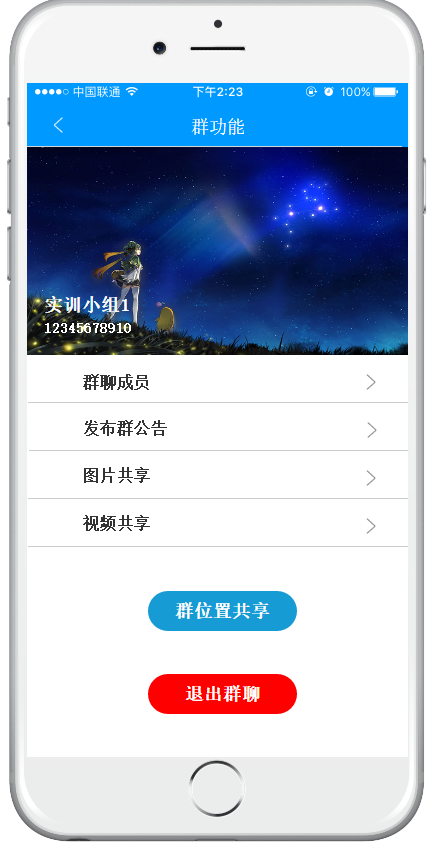 中国联通 下午2:23 100%
群功能
实训小组1
12345678910
群聊成员
发布群公告
图片共享
视频共享
群位置共享
退出群聊